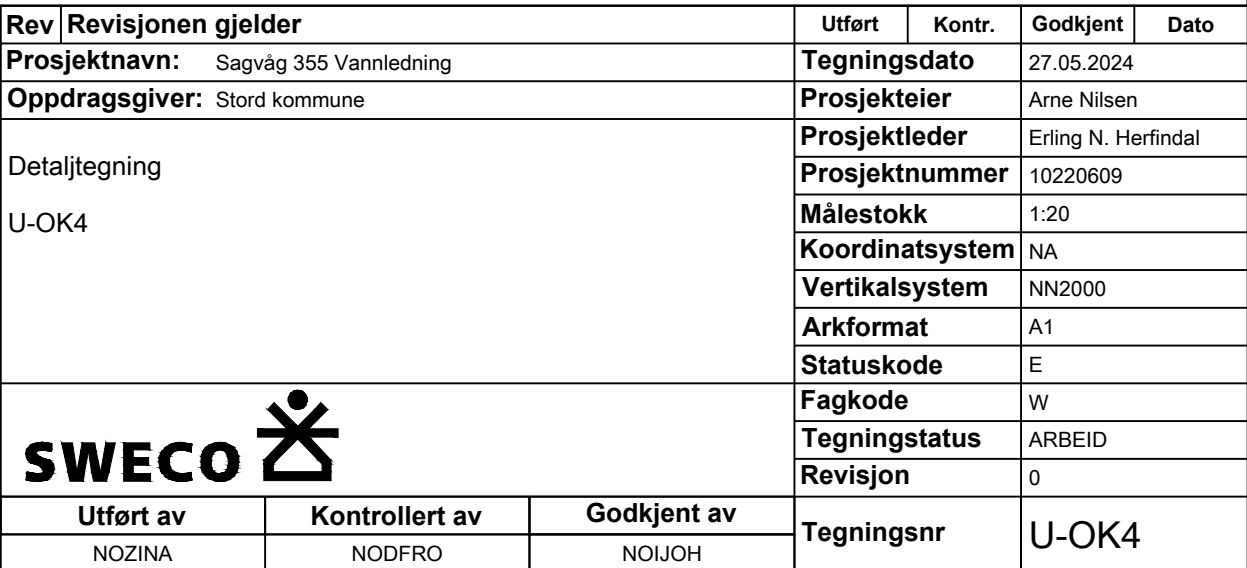 Rev Revisjonen gjelder Utført Kontr. Godkjent Dato
Prosjektnavn: Sagvåg 355 Vannledning Tegningsdato 27.05.2024
Oppdragsgiver: Stord kommune Prosjekteier Arne Nilsen
Prosjektleder Erling N. Herfindal
Detaljtegning
Prosjektnummer 10220609
U-OK4
Målestokk 1:20
Koordinatsystem NA
Vertikalsystem NN2000
Arkformat A1
Statuskode E
Fagkode W
SWECO
Tegningstatus ARBEID
Revisjon 0
Utført av Kontrollert av Godkjent av
Tegningsnr U-OK4
NOZINA NODFRO NOIJOH